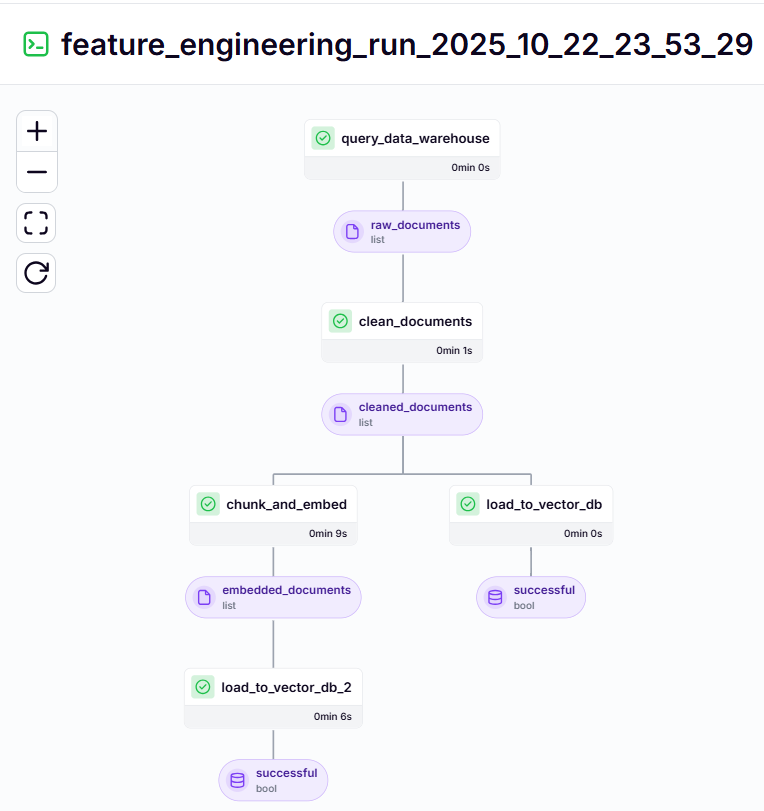 feature_engineering_run_2025_10_22_23_53_29
query_data_warehouse
0min 0s
raw_documents
list
clean_documents
0min 1s
cleaned_documents
list
chunk_and_embed
0min 9s
load_to_vector_db
0min 0s
embedded_documents
list
successful
bool
load_to_vector_db_2
0min 6s
successful
bool